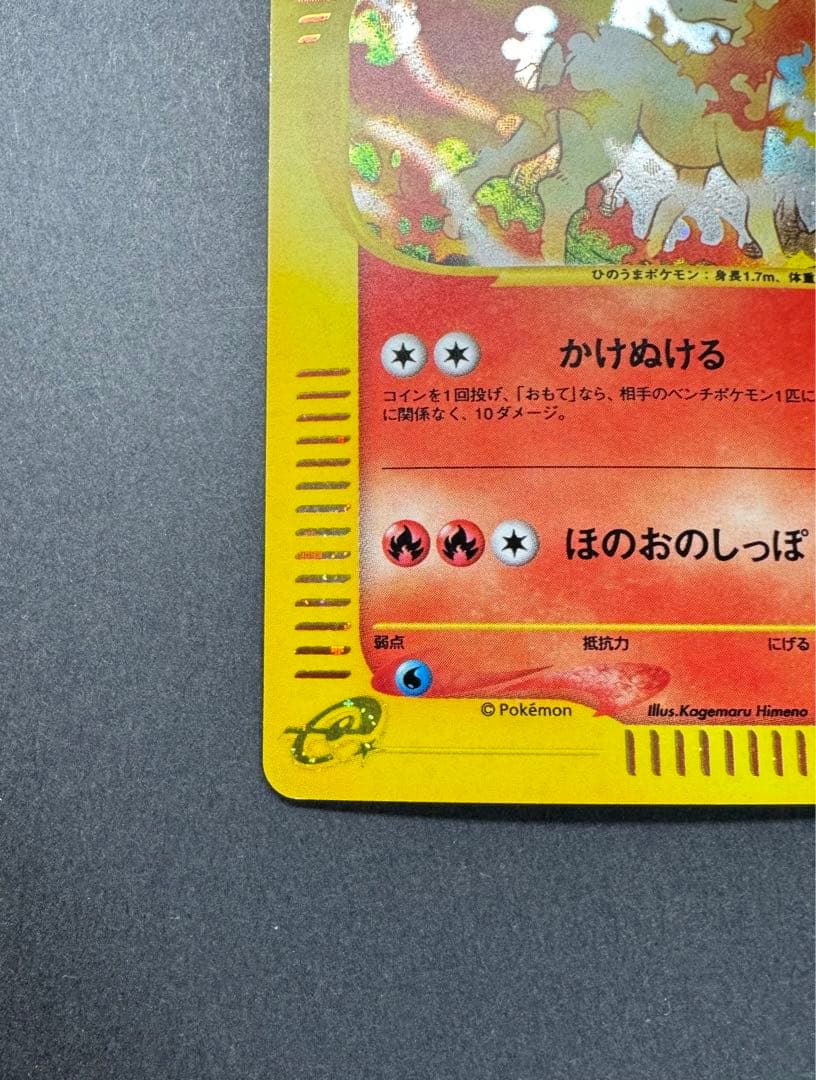 ひのうまポケモン：身長1.7m、体重
かけぬける
コインを1回投げ、「おもて」なら、相手のベンチポケモン1匹に
に関係なく、10ダメージ。
ほのおのしっぽ
弱点 抵抗力 にげる
© Pokémon Illus.Kagemaru Himeno
e